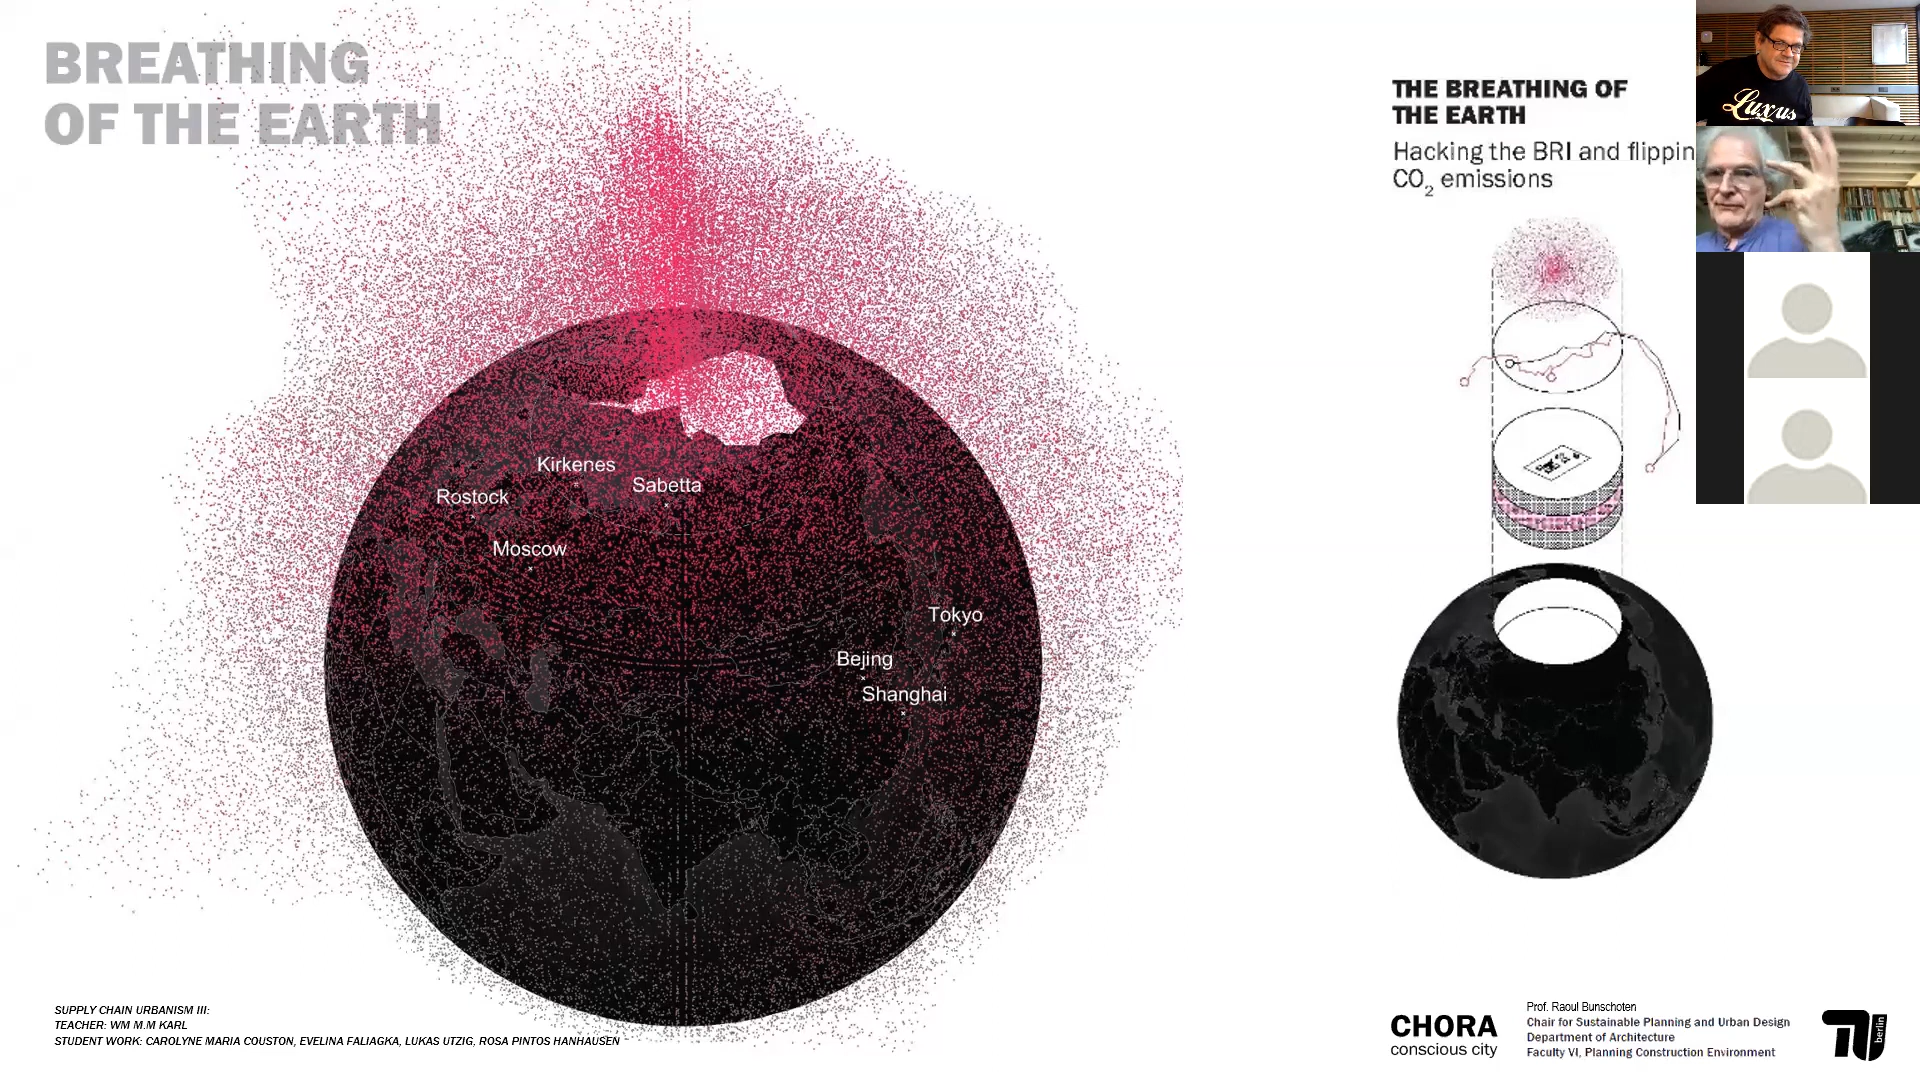 BREATHING
OF THE EARTH
THE BREATHING OF
THE EARTH
Hacking the BRI and flippin
CO₂ emissions
Luxus
Kirkenes
Sabetta
Rostock
Moscow
Tokyo
Bejing
Shanghai
SUPPLY CHAIN URBANISM III:
TEACHER: WM M.M KARL
STUDENT WORK: CAROLYNE MARIA COUSTON, EVELINA FALIAGKA, LUKAS UTZIG, ROSA PINTOS HANHAUSEN
CHORA
conscious city
Prof. Raoul Bunschoten
Chair for Sustainable Planning and Urban Design
Department of Architecture
Faculty VI, Planning Construction Environment
berlin